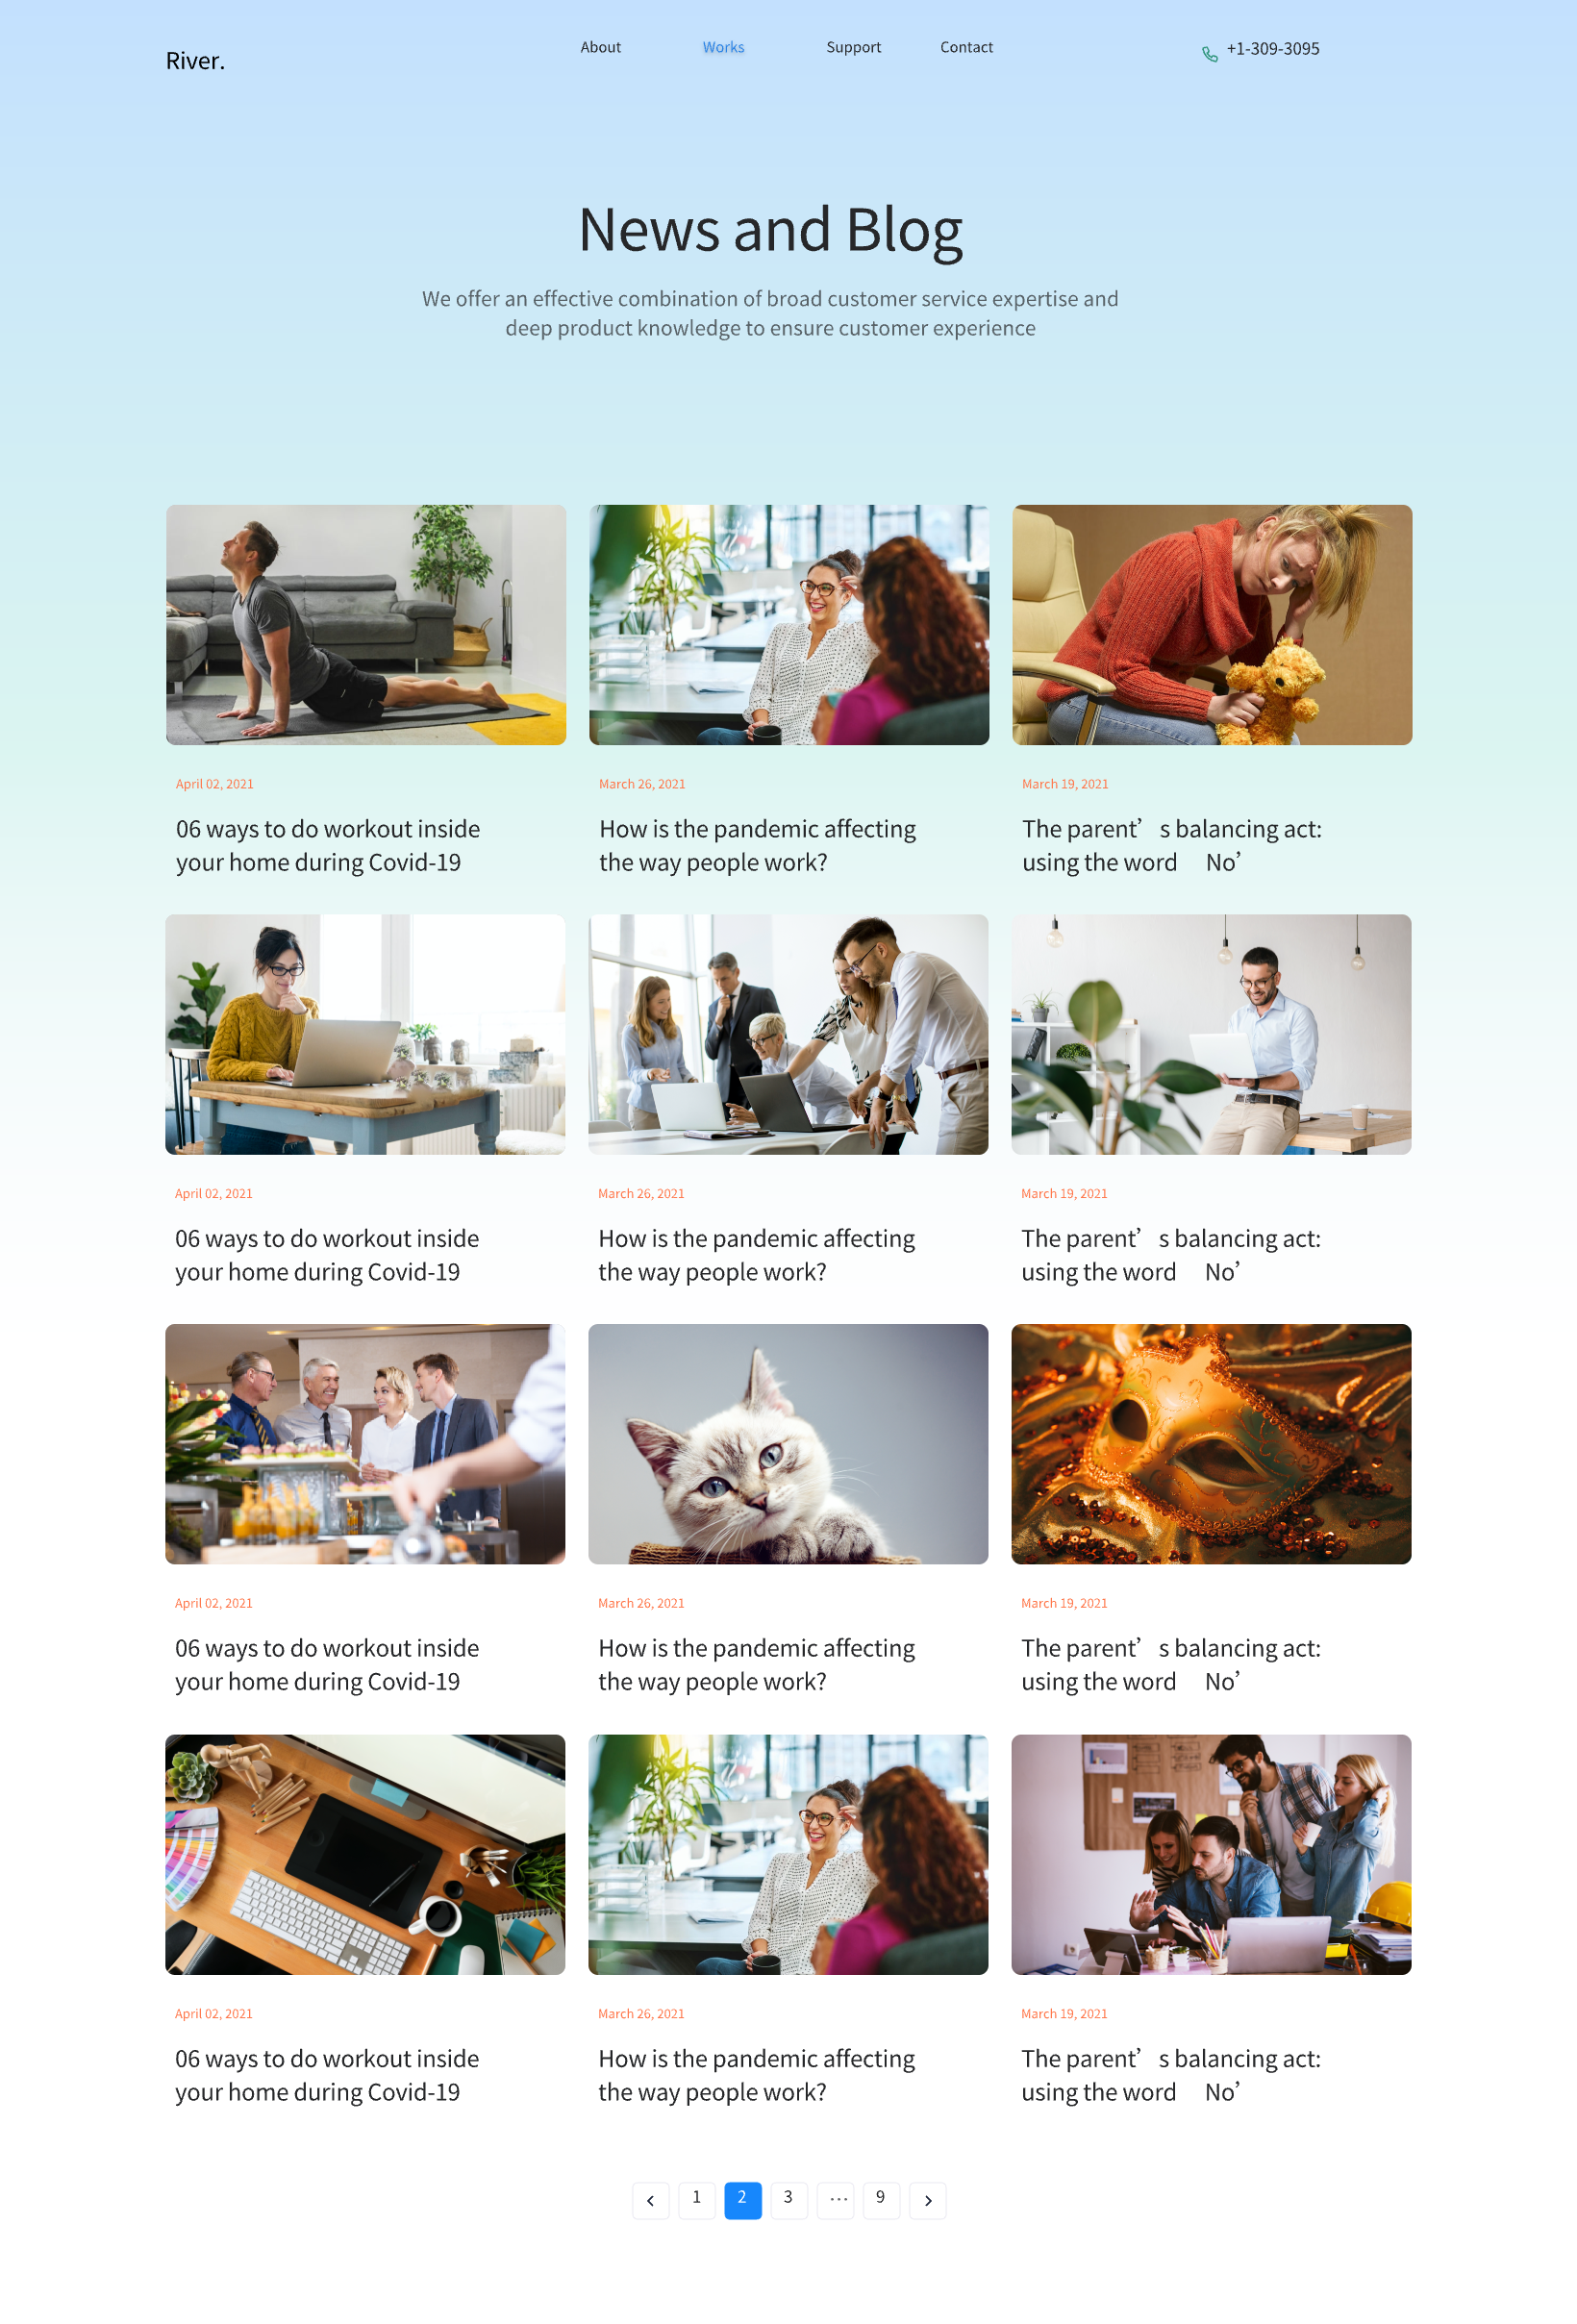 River.
About
Works
Support
Contact
+1-309-3095
News and Blog
We offer an effective combination of broad customer service expertise and
deep product knowledge to ensure customer experience
April 02, 2021
06 ways to do workout inside
your home during Covid-19
March 26, 2021
How is the pandemic affecting
the way people work?
March 19, 2021
The parent’s balancing act:
using the word No’
April 02, 2021
06 ways to do workout inside
your home during Covid-19
March 26, 2021
How is the pandemic affecting
the way people work?
March 19, 2021
The parent’s balancing act:
using the word No’
April 02, 2021
06 ways to do workout inside
your home during Covid-19
March 26, 2021
How is the pandemic affecting
the way people work?
March 19, 2021
The parent’s balancing act:
using the word No’
April 02, 2021
06 ways to do workout inside
your home during Covid-19
March 26, 2021
How is the pandemic affecting
the way people work?
March 19, 2021
The parent’s balancing act:
using the word No’
1 2 3 ... 9